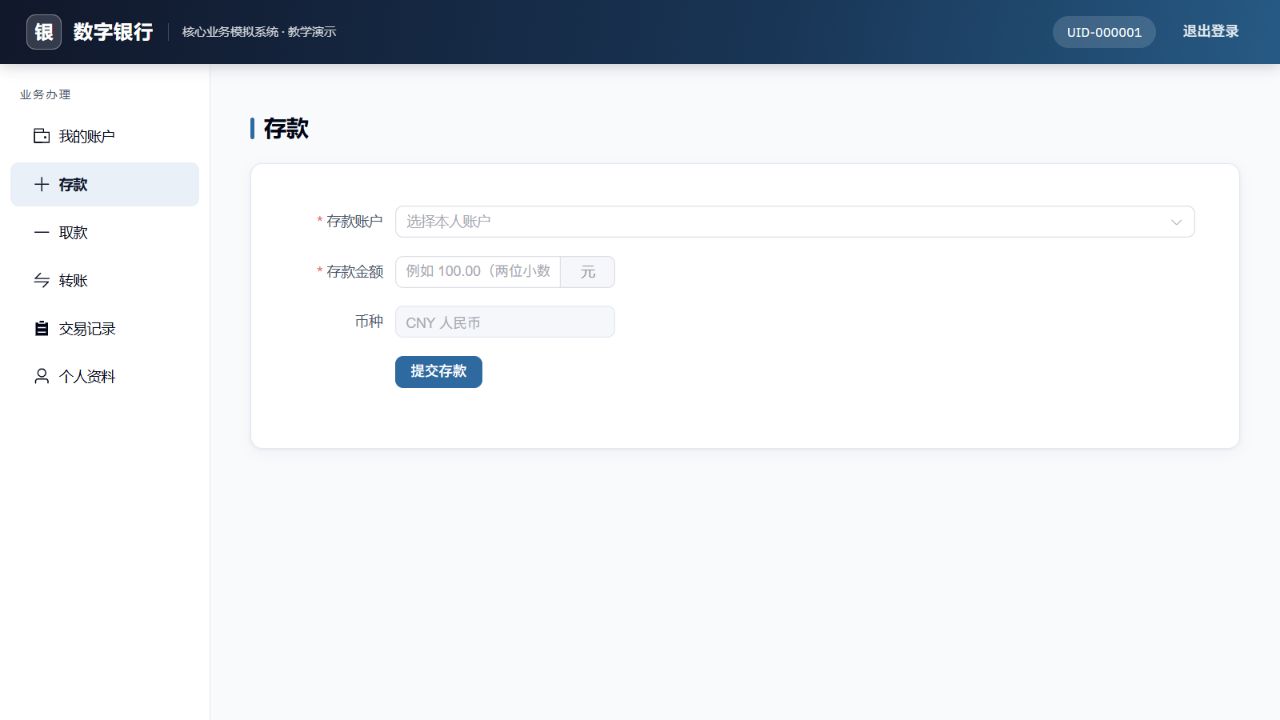 银 数字银行 核心业务模拟系统 · 教学演示 UID-000001 退出登录
业务办理
我的账户
存款
取款
转账
交易记录
个人资料
存款
* 存款账户 选择本人账户
* 存款金额 例如 100.00（两位小数 元
币种 CNY 人民币
提交存款